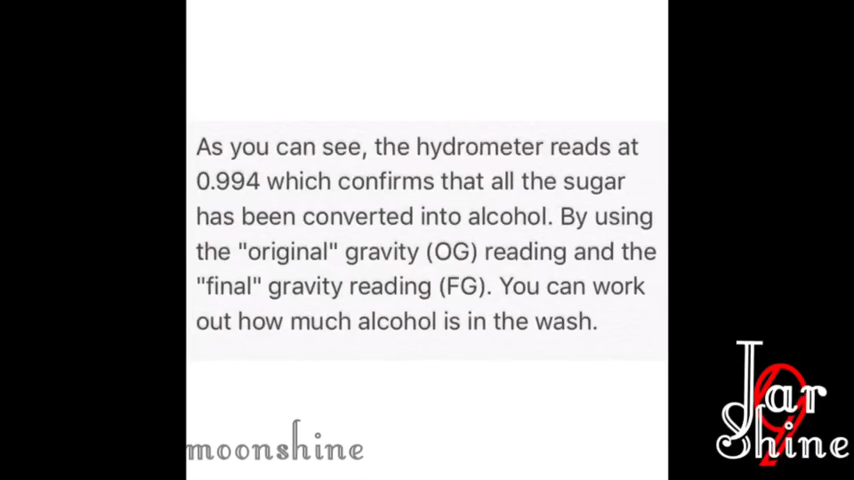 As you can see, the hydrometer reads at
0.994 which confirms that all the sugar
has been converted into alcohol. By using
the "original" gravity (OG) reading and the
"final" gravity reading (FG). You can work
out how much alcohol is in the wash.
moonshine
Jar
9
Shine